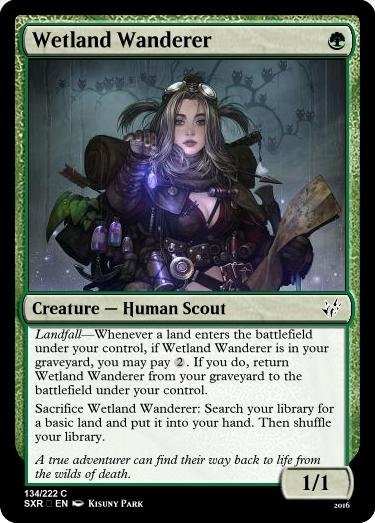 Wetland Wanderer
Creature — Human Scout
Landfall—Whenever a land enters the battlefield
under your control, if Wetland Wanderer is in your
graveyard, you may pay 2. If you do, return
Wetland Wanderer from your graveyard to the
battlefield under your control.
Sacrifice Wetland Wanderer: Search your library for
a basic land and put it into your hand. Then shuffle
your library.
A true adventurer can find their way back to life from
the wilds of death.
1/1
134/222 C
SXR □ EN KISUNY PARK
2016